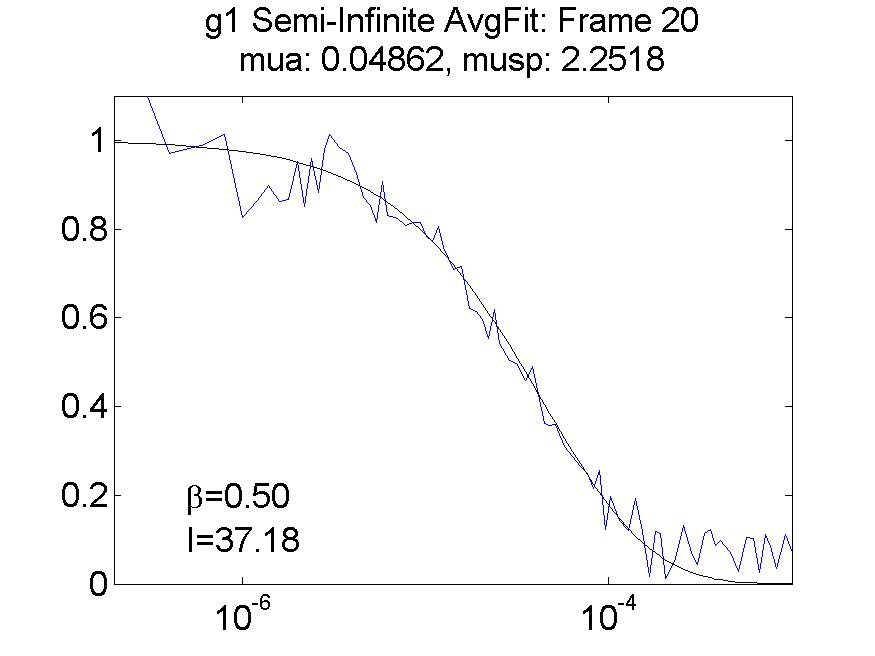 g1 Semi-Infinite AvgFit: Frame 20
mua: 0.04862, musp: 2.2518
1
0.8
0.6
0.4
0.2
0
β=0.50
I=37.18
10^-6
10^-4